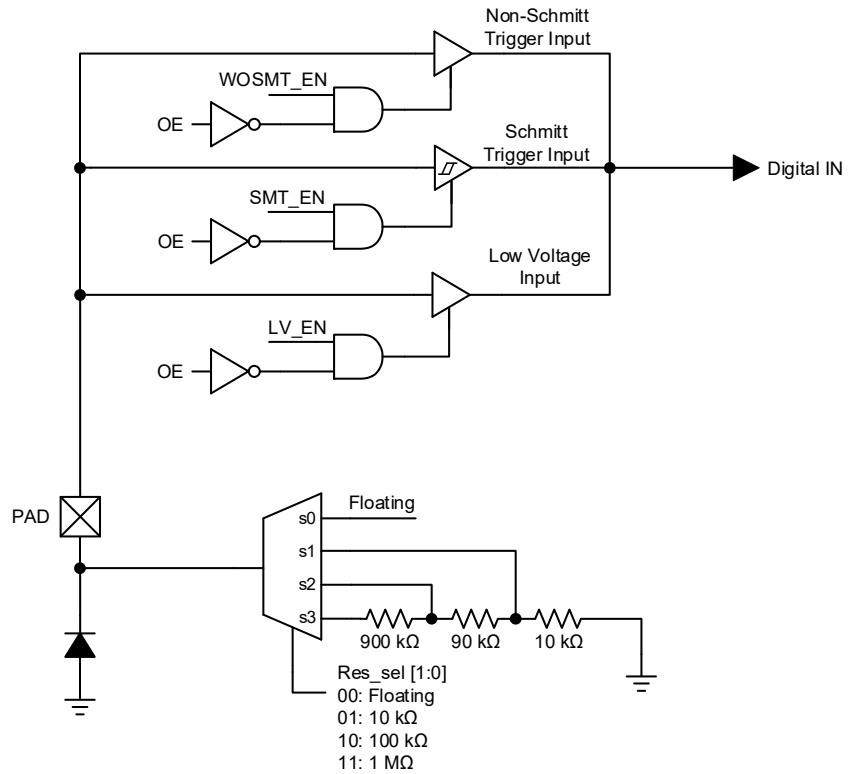 Non-Schmitt
Trigger Input
WOSMT_EN
OE
Schmitt
Trigger Input
Digital IN
SMT_EN
OE
Low Voltage
Input
LV_EN
OE
PAD
Floating
s0
s1
s2
s3
900 kΩ
90 kΩ
10 kΩ
Res_sel [1:0]
00: Floating
01: 10 kΩ
10: 100 kΩ
11: 1 MΩ